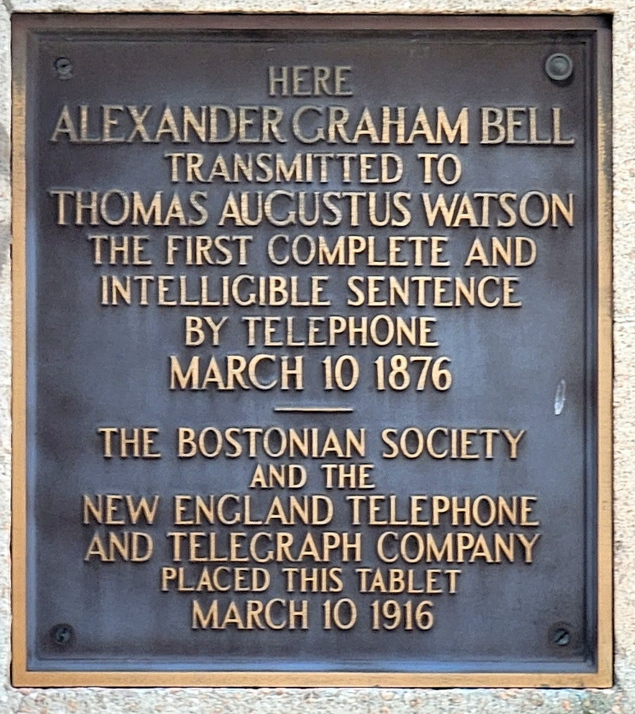 HERE
ALEXANDER GRAHAM BELL
TRANSMITTED TO
THOMAS AUGUSTUS WATSON
THE FIRST COMPLETE AND
INTELLIGIBLE SENTENCE
BY TELEPHONE
MARCH 10 1876
THE BOSTONIAN SOCIETY
AND THE
NEW ENGLAND TELEPHONE
AND TELEGRAPH COMPANY
PLACED THIS TABLET
MARCH 10 1916